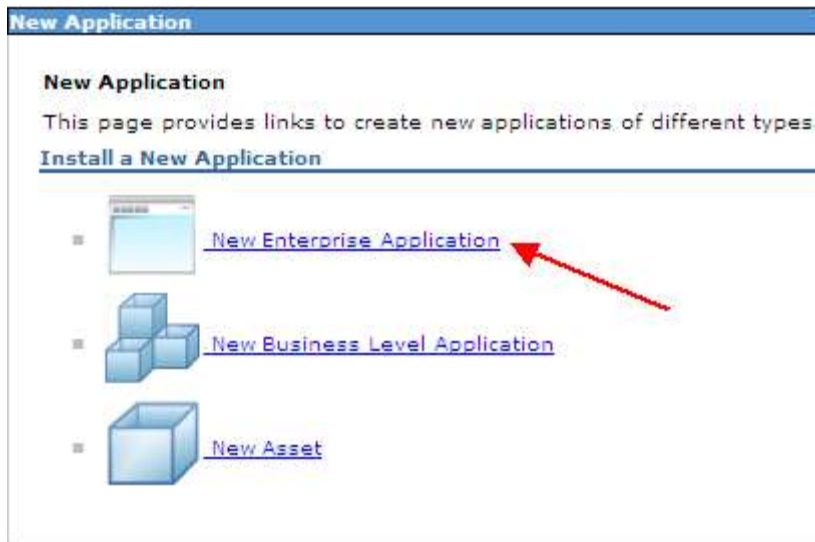 New Application
New Application
This page provides links to create new applications of different types.
Install a New Application
New Enterprise Application
New Business Level Application
New Asset